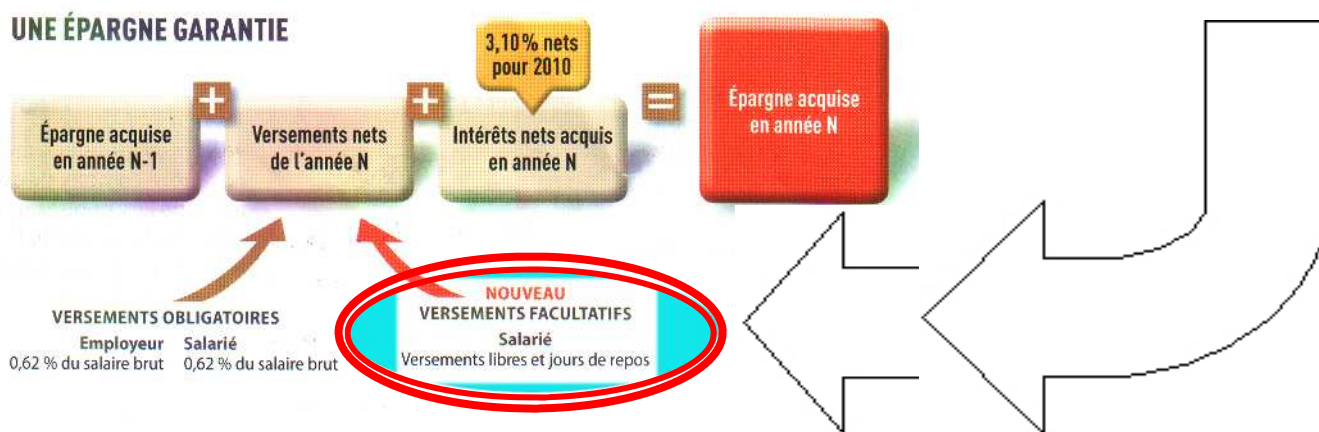 UNE ÉPARGNE GARANTIE
3,10% nets
pour 2010
Épargne acquise
en année N-1
+
Versements nets
de l'année N
+
Intérêts nets acquis
en année N
=
Épargne acquise
en année N
VERSEMENTS OBLIGATOIRES
Employeur Salarié
0,62 % du salaire brut 0,62 % du salaire brut
NOUVEAU
VERSEMENTS FACULTATIFS
Salarié
Versements libres et jours de repos